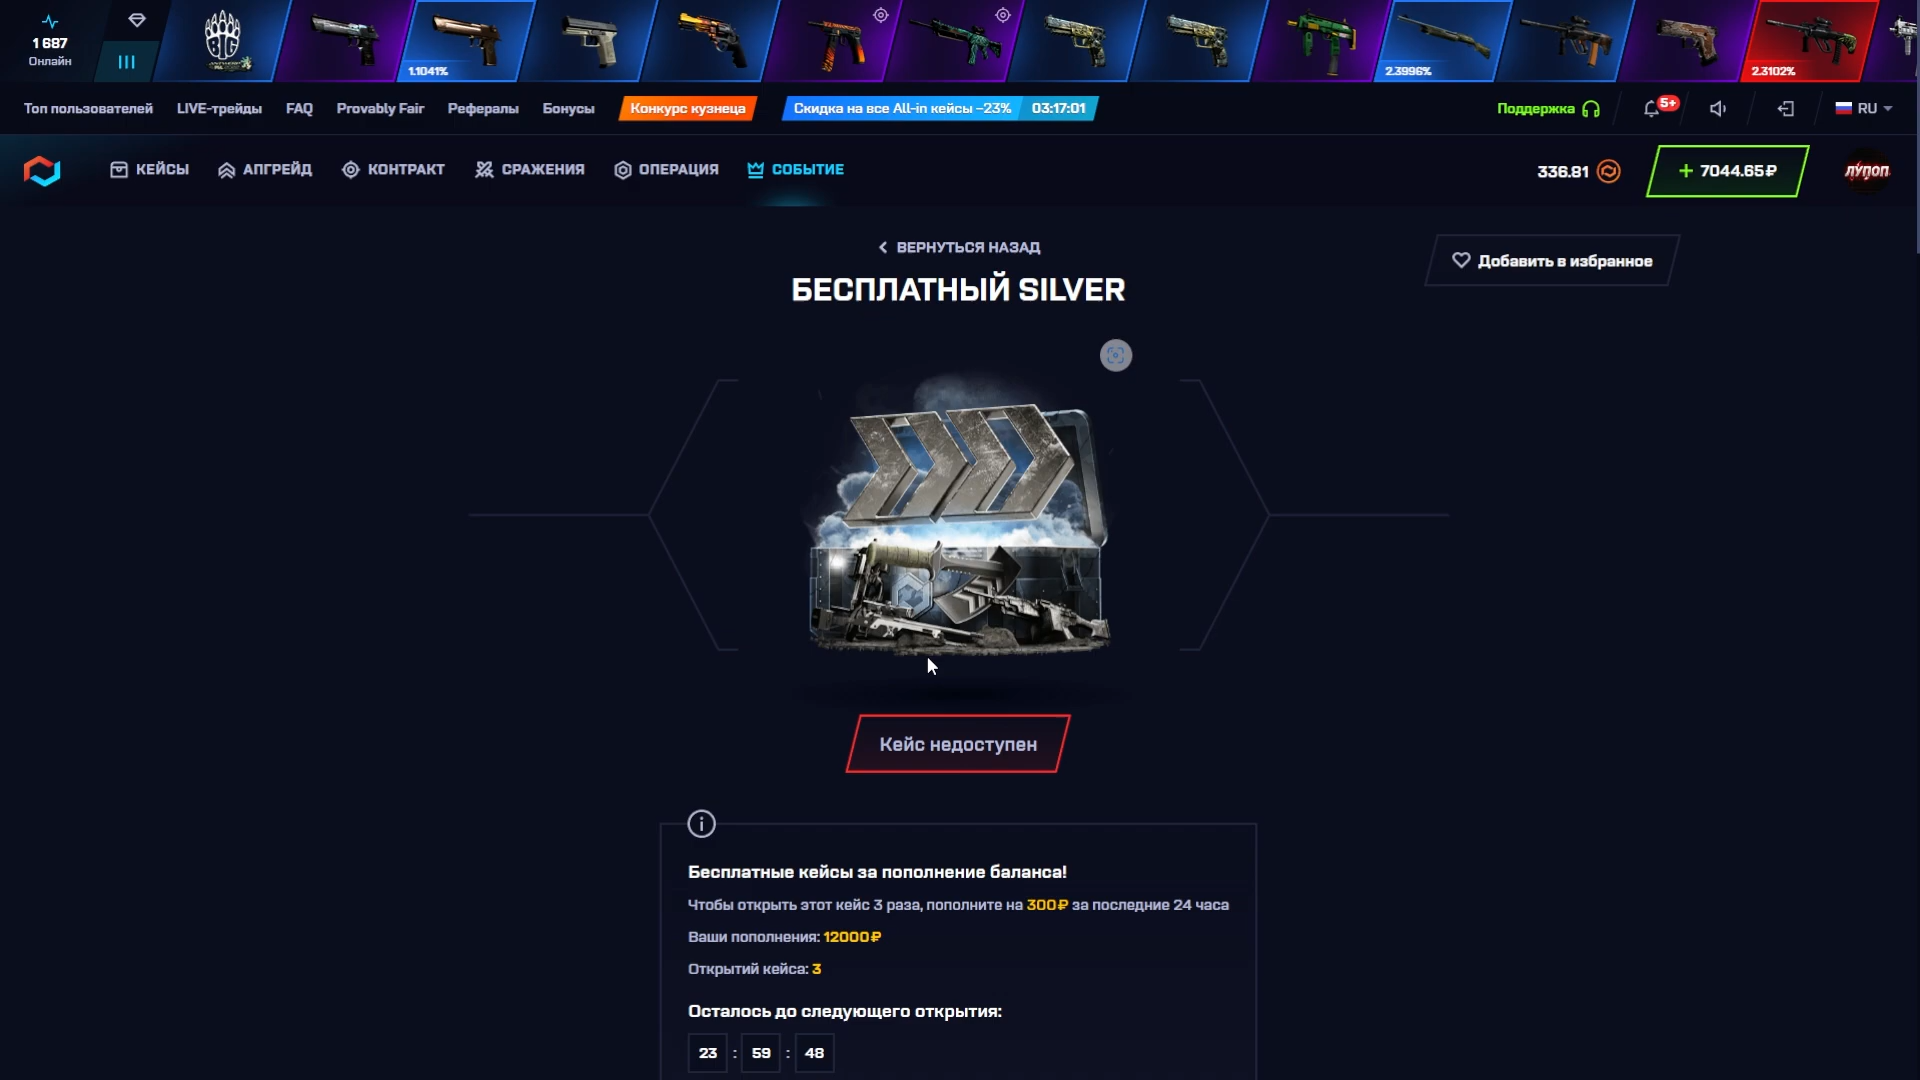 1 687
Онлайн
1.1041%
2.3996%
2.3102%
Топ пользователей
LIVE-трейды
FAQ
Provably Fair
Рефералы
Бонусы
Конкурс кузнеца
Скидка на все All-in кейсы -23%
03:17:01
Поддержка
5+
RU
КЕЙСЫ
АПГРЕЙД
КОНТРАКТ
СРАЖЕНИЯ
ОПЕРАЦИЯ
СОБЫТИЕ
336.81
+ 7044.65₽
ЛУПОП
ВЕРНУТЬСЯ НАЗАД
БЕСПЛАТНЫЙ SILVER
Добавить в избранное
Кейс недоступен
Бесплатные кейсы за пополнение баланса!
Чтобы открыть этот кейс 3 раза, пополните на 300₽ за последние 24 часа
Ваши пополнения: 12000₽
Открытий кейса: 3
Осталось до следующего открытия:
23 : 59 : 48